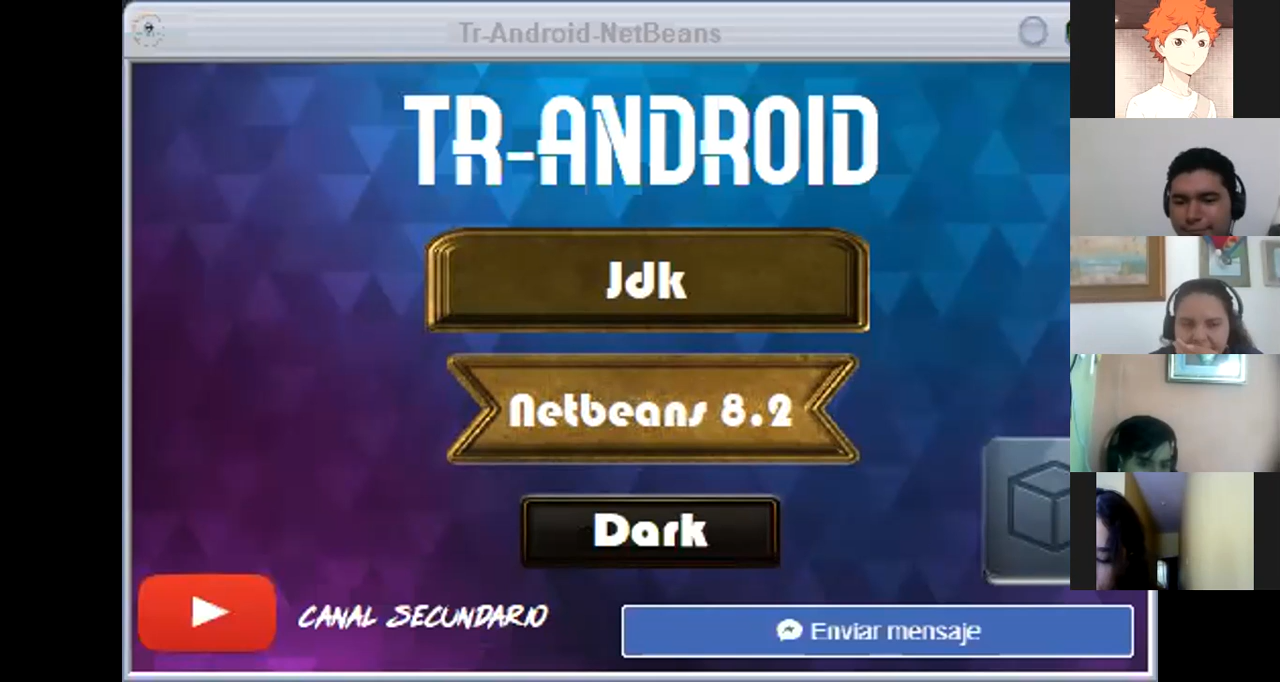 Tr-Android-NetBeans
TR-ANDROID
Jdk
Netbeans 8.2
Dark
CANAL SECUNDARIO
Enviar mensaje